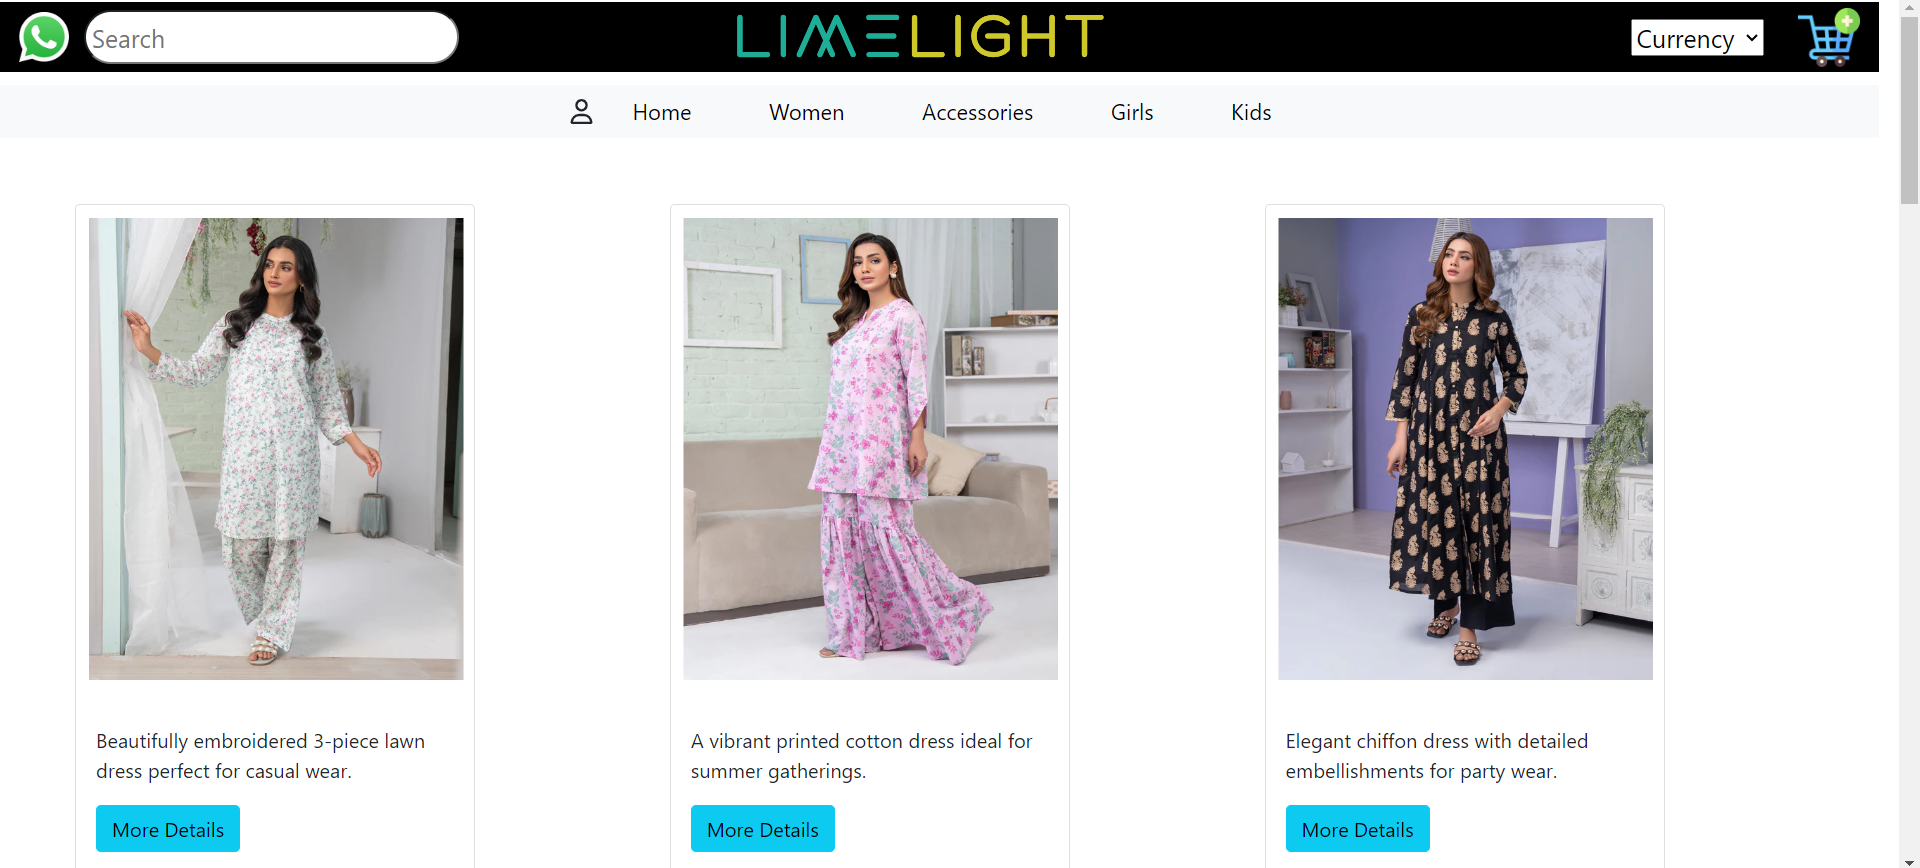 Search
LIMELIGHT
Currency
Home
Women
Accessories
Girls
Kids
Beautifully embroidered 3-piece lawn
dress perfect for casual wear.
More Details
A vibrant printed cotton dress ideal for
summer gatherings.
More Details
Elegant chiffon dress with detailed
embellishments for party wear.
More Details